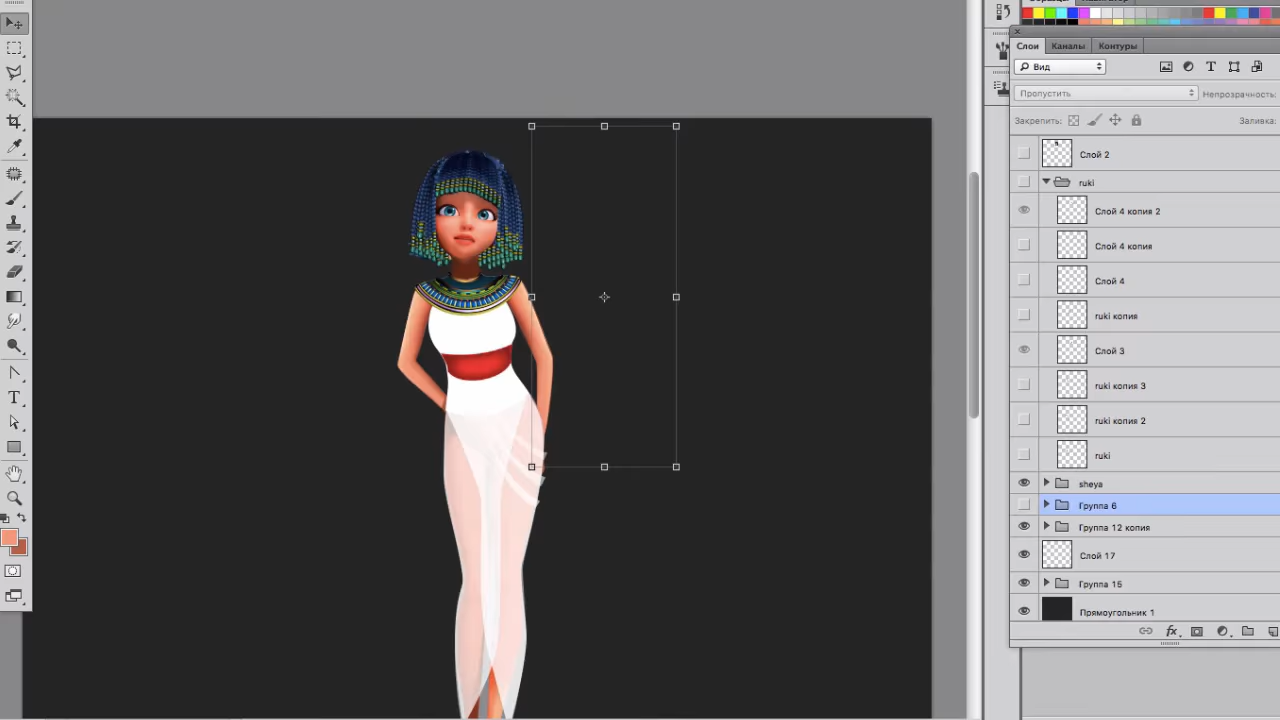 Слои Каналы Контуры
Вид
T
Пропустить Непрозрачность:
Закрепить: Заливка:
Слой 2
ruki
Слой 4 копия 2
Слой 4 копия
Слой 4
ruki копия
Слой 3
ruki копия 3
ruki копия 2
ruki
sheya
Группа 6
Группа 12 копия
Слой 17
Группа 15
Прямоугольник 1
fx